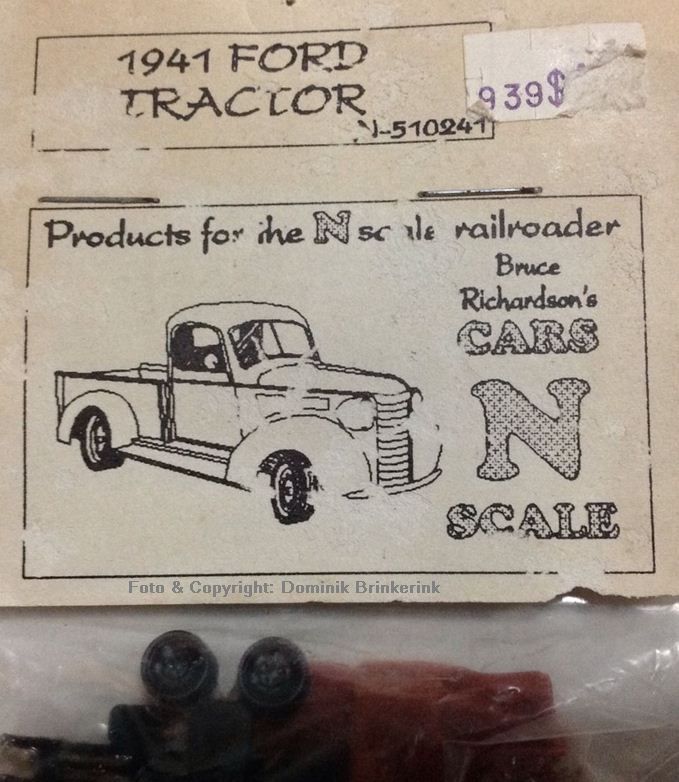 1941 FORD
TRACTOR
N-510241
939$
Products for the N scale railroader
Bruce
Richardson's
CARS
N
SCALE
Foto & Copyright: Dominik Brinkerink